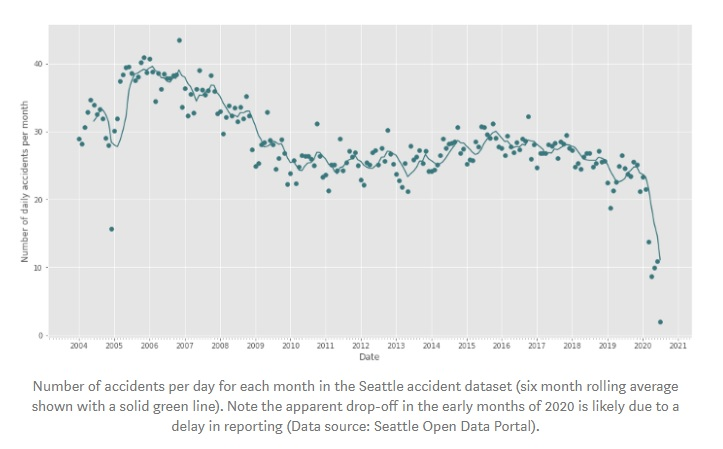 Number of daily accidents per month
40
30
20
10
0
2004 2005 2006 2007 2008 2009 2010 2011 2012 2013 2014 2015 2016 2017 2018 2019 2020 2021
Date
Number of accidents per day for each month in the Seattle accident dataset (six month rolling average
shown with a solid green line). Note the apparent drop-off in the early months of 2020 is likely due to a
delay in reporting (Data source: Seattle Open Data Portal).